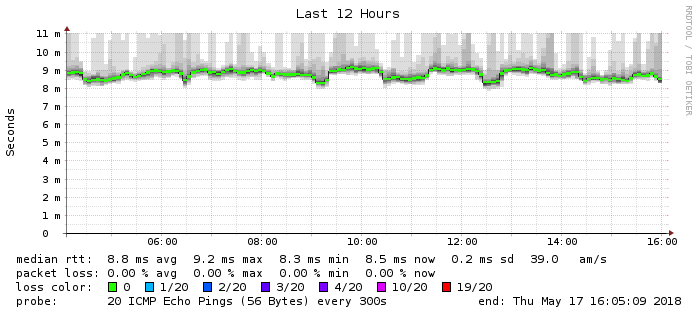 Last 12 Hours
RRDTOOL / TOBI OETIKER
Seconds
11 m
10 m
9 m
8 m
7 m
6 m
5 m
4 m
3 m
2 m
1 m
0
06:00 08:00 10:00 12:00 14:00 16:00
median rtt: 8.8 ms avg 9.2 ms max 8.3 ms min 8.5 ms now 0.2 ms sd 39.0 am/s
packet loss: 0.00 % avg 0.00 % max 0.00 % min 0.00 % now
loss color: 0 1/20 2/20 3/20 4/20 10/20 19/20
probe: 20 ICMP Echo Pings (56 Bytes) every 300s end: Thu May 17 16:05:09 2018